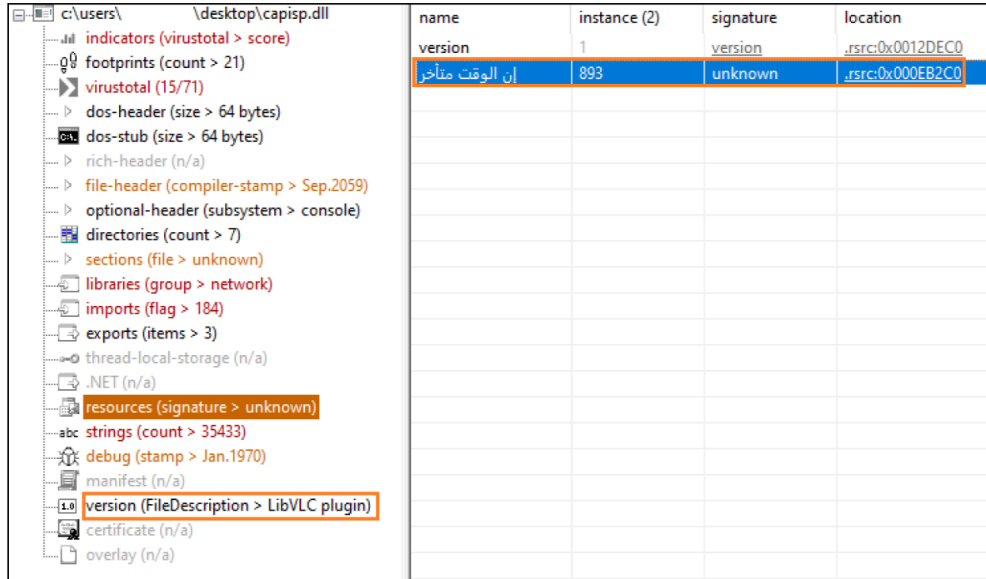 c:\users\ \desktop\capisp.dll
indicators (virustotal > score)
footprints (count > 21)
virustotal (15/71)
dos-header (size > 64 bytes)
dos-stub (size > 64 bytes)
rich-header (n/a)
file-header (compiler-stamp > Sep.2059)
optional-header (subsystem > console)
directories (count > 7)
sections (file > unknown)
libraries (group > network)
imports (flag > 184)
exports (items > 3)
thread-local-storage (n/a)
.NET (n/a)
resources (signature > unknown)
abc strings (count > 35433)
debug (stamp > Jan.1970)
manifest (n/a)
1.0 version (FileDescription > LibVLC plugin)
certificate (n/a)
overlay (n/a)
name instance (2) signature location
version 1 version .rsrc:0x0012DEC0
إن الوقت متأخر 893 unknown .rsrc:0x000EB2C0